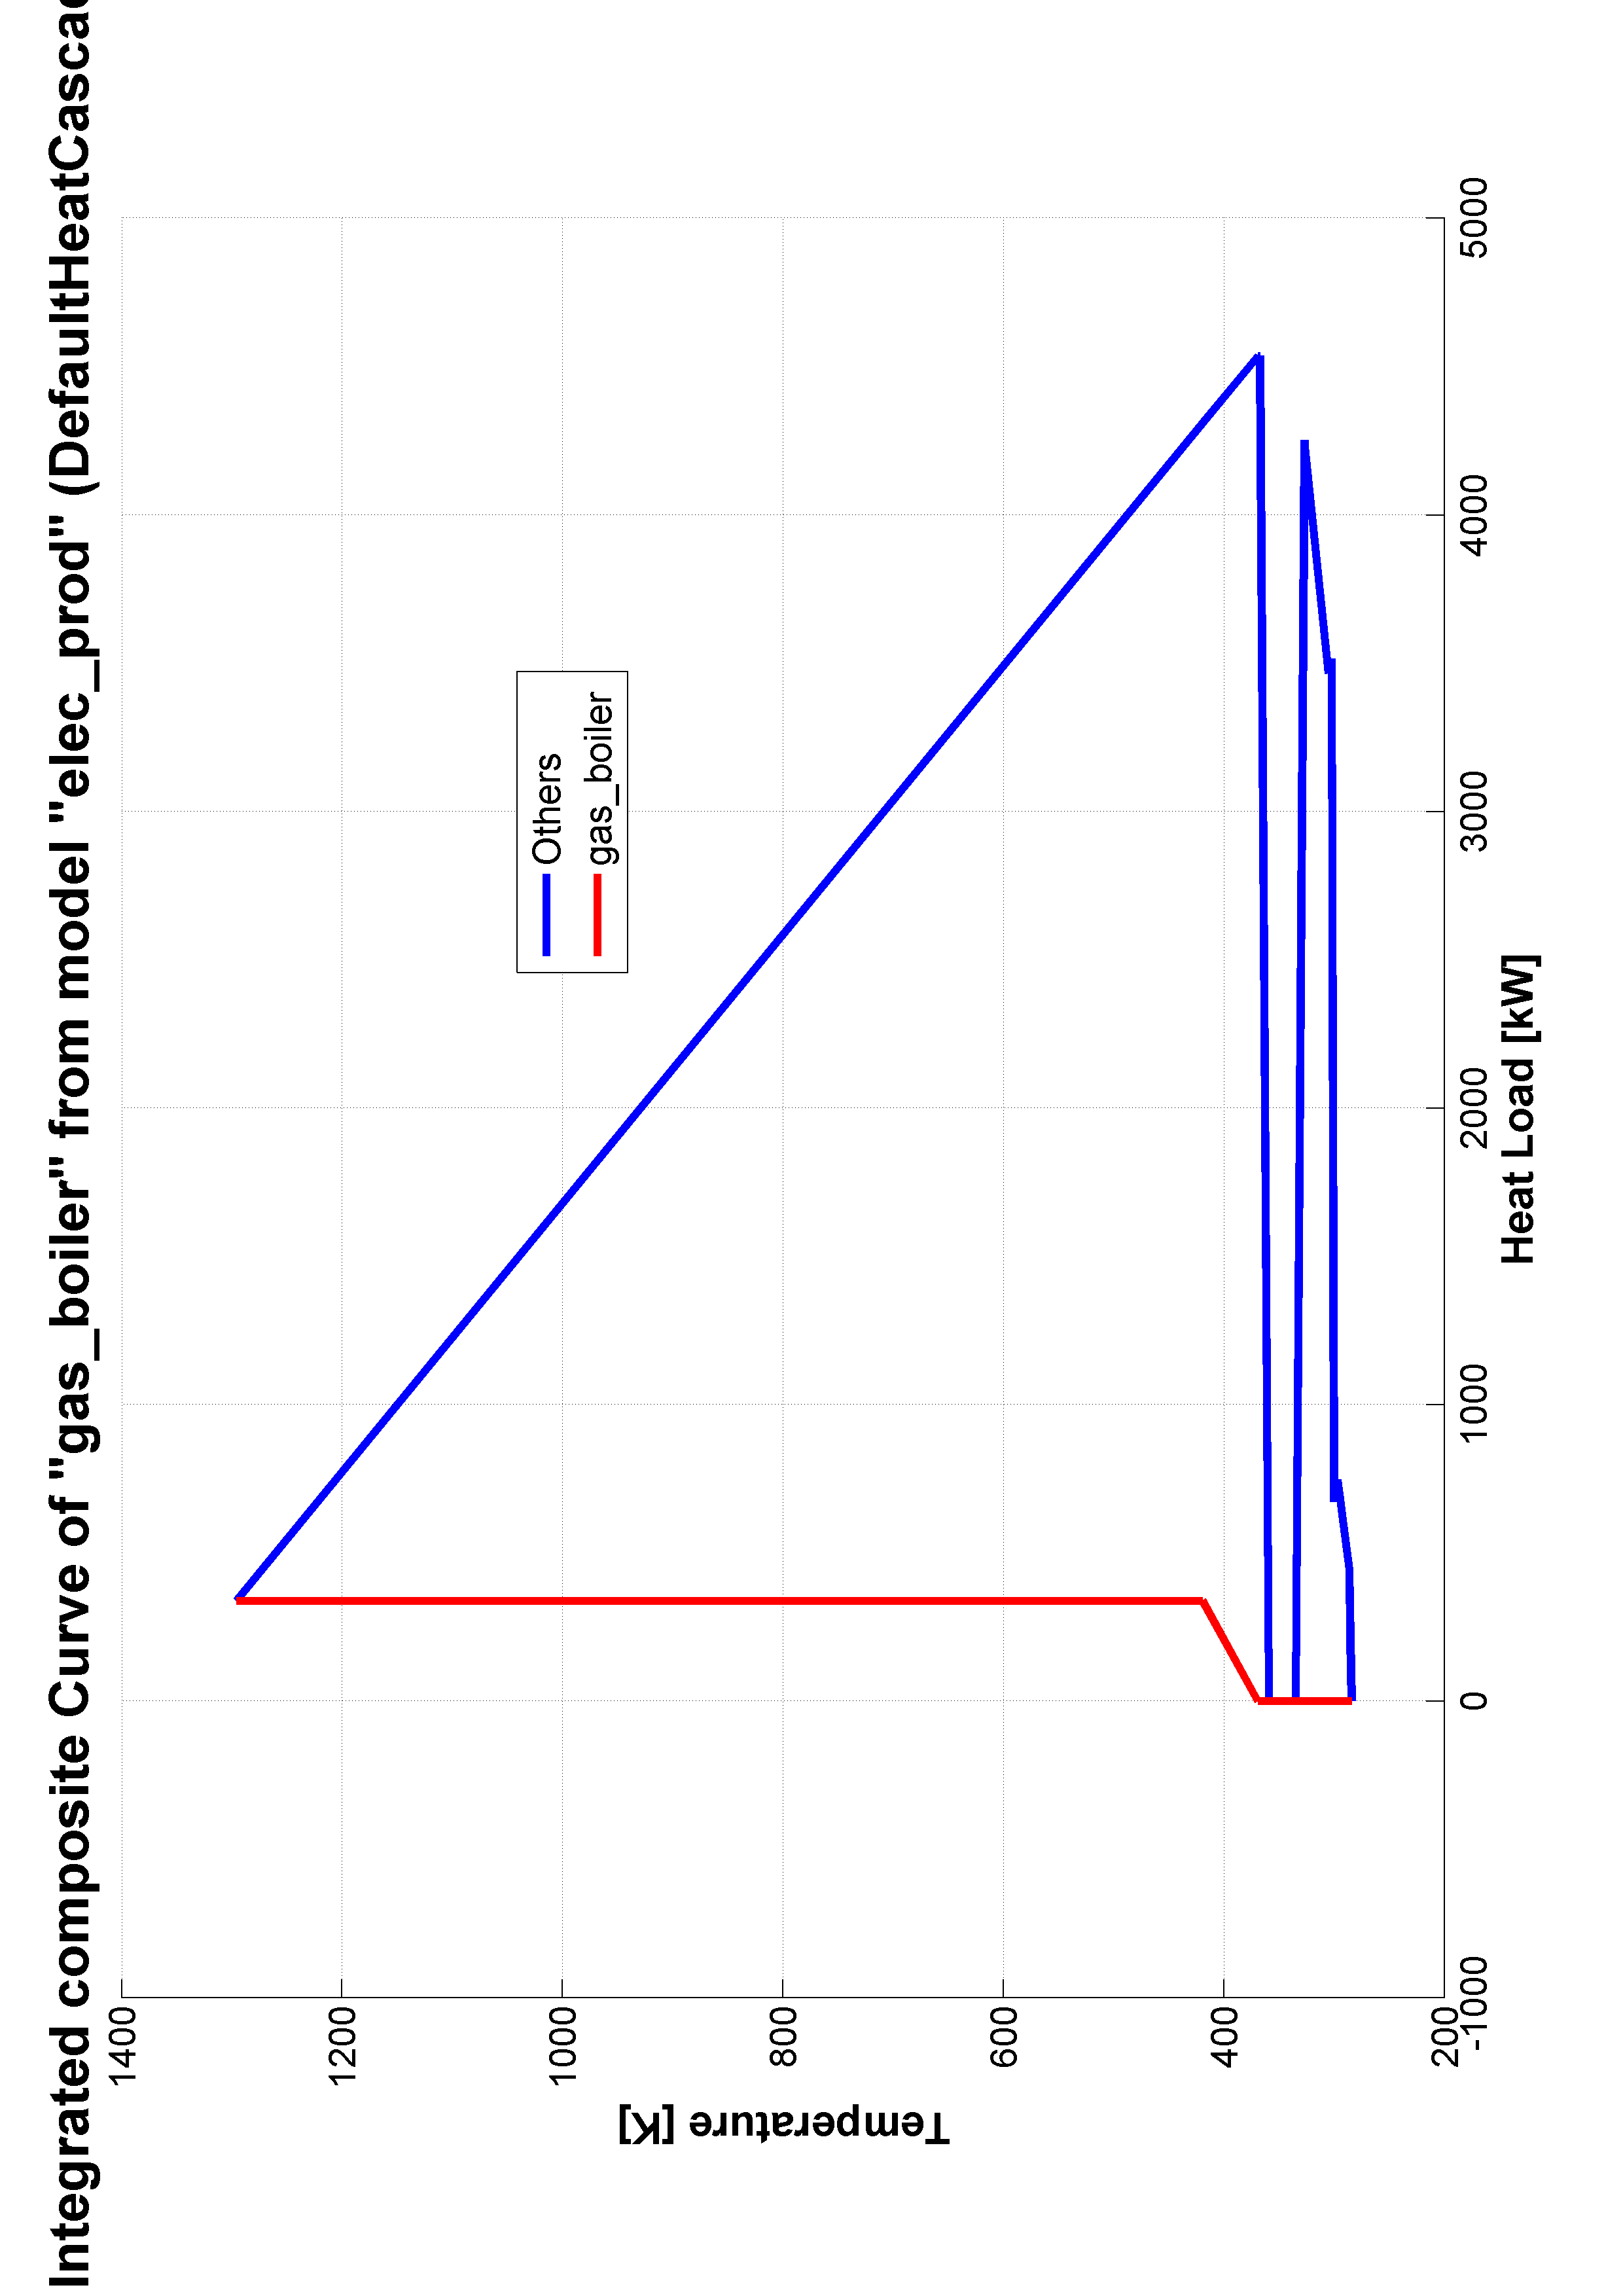 Integrated composite Curve of "gas_boiler" from model "elec_prod" (DefaultHeatCasca
1400
1200
1000
800
600
400
200
Temperature [K]
Others
gas_boiler
-1000
0
1000
2000
3000
4000
5000
Heat Load [kW]